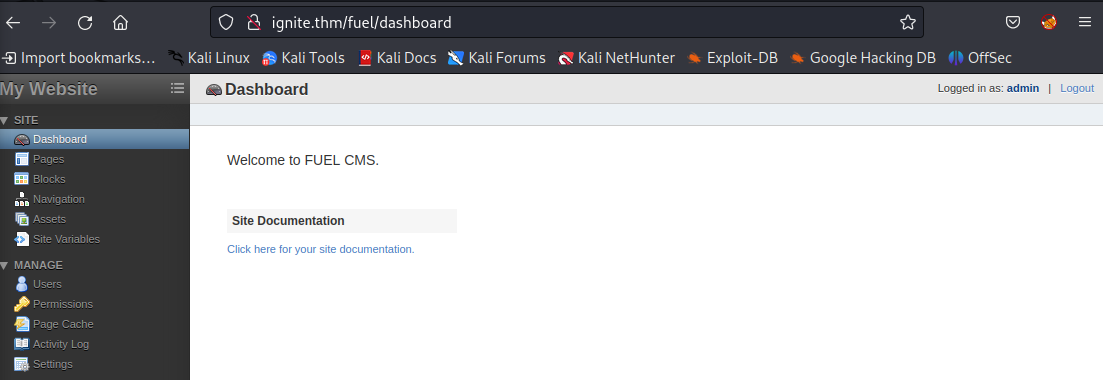 ignite.thm/fuel/dashboard
Import bookmarks... Kali Linux Kali Tools Kali Docs Kali Forums Kali NetHunter Exploit-DB Google Hacking DB OffSec
My Website
Dashboard
Logged in as: admin | Logout
SITE
Dashboard
Pages
Blocks
Navigation
Assets
Site Variables
MANAGE
Users
Permissions
Page Cache
Activity Log
Settings
Welcome to FUEL CMS.
Site Documentation
Click here for your site documentation.